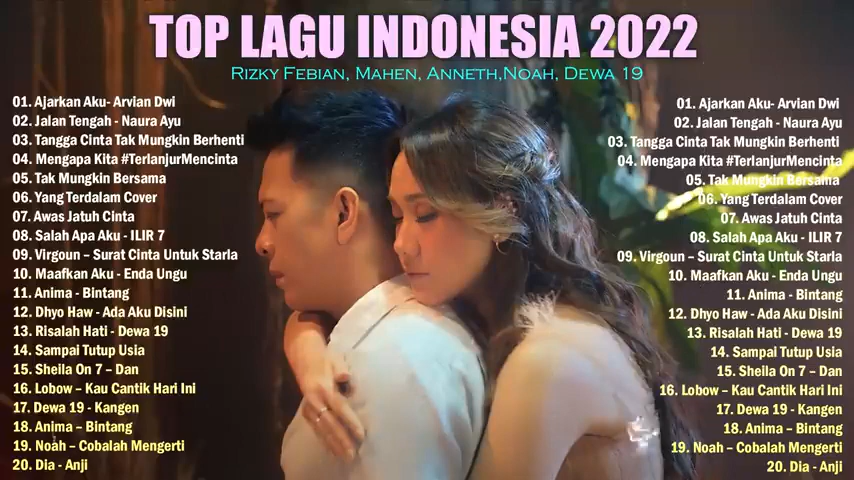 TOP LAGU INDONESIA 2022
Rizky Febian, Mahen, Anneth,Noah, Dewa 19
01. Ajarkan Aku- Arvian Dwi
02. Jalan Tengah - Naura Ayu
03. Tangga Cinta Tak Mungkin Berhenti
04. Mengapa Kita #TerlanjurMencinta
05. Tak Mungkin Bersama
06. Yang Terdalam Cover
07. Awas Jatuh Cinta
08. Salah Apa Aku - ILIR 7
09. Virgoun – Surat Cinta Untuk Starla
10. Maafkan Aku - Enda Ungu
11. Anima - Bintang
12. Dhyo Haw - Ada Aku Disini
13. Risalah Hati - Dewa 19
14. Sampai Tutup Usia
15. Sheila On 7 – Dan
16. Lobow – Kau Cantik Hari Ini
17. Dewa 19 - Kangen
18. Anima – Bintang
19. Noah – Cobalah Mengerti
20. Dia - Anji
01. Ajarkan Aku- Arvian Dwi
02. Jalan Tengah - Naura Ayu
03. Tangga Cinta Tak Mungkin Berhenti
04. Mengapa Kita #TerlanjurMencinta
05. Tak Mungkin Bersama
06. Yang Terdalam Cover
07. Awas Jatuh Cinta
08. Salah Apa Aku - ILIR 7
09. Virgoun – Surat Cinta Untuk Starla
10. Maafkan Aku - Enda Ungu
11. Anima - Bintang
12. Dhyo Haw - Ada Aku Disini
13. Risalah Hati - Dewa 19
14. Sampai Tutup Usia
15. Sheila On 7 – Dan
16. Lobow – Kau Cantik Hari Ini
17. Dewa 19 - Kangen
18. Anima – Bintang
19. Noah – Cobalah Mengerti
20. Dia - Anji